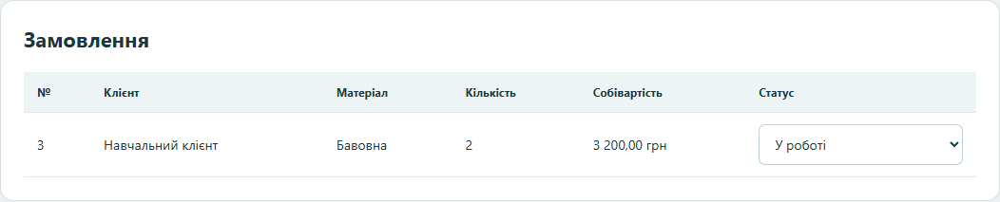 Замовлення
№ Клієнт Матеріал Кількість Собівартість Статус
3 Навчальний клієнт Бавовна 2 3 200,00 грн У роботі